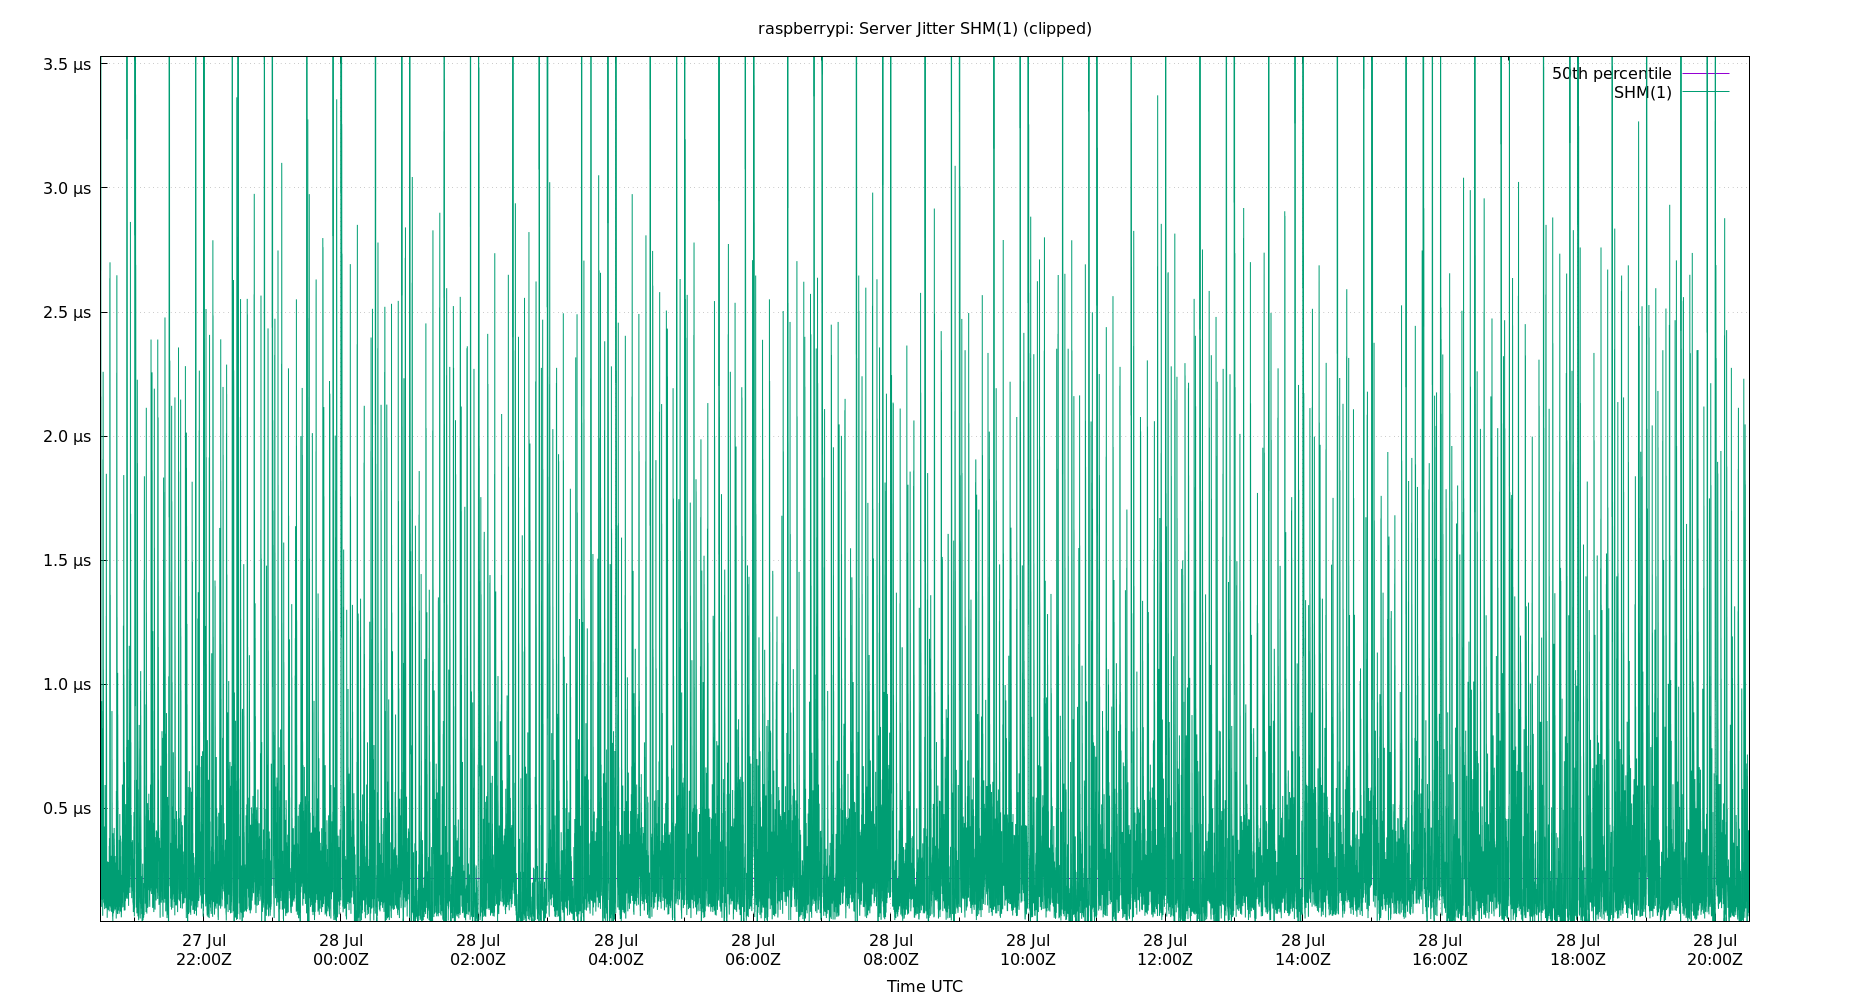 raspberrypi: Server Jitter SHM(1) (clipped)
50th percentile
SHM(1)
3.5 µs
3.0 µs
2.5 µs
2.0 µs
1.5 µs
1.0 µs
0.5 µs
27 Jul 28 Jul 28 Jul 28 Jul 28 Jul 28 Jul 28 Jul 28 Jul 28 Jul 28 Jul 28 Jul 28 Jul
22:00Z 00:00Z 02:00Z 04:00Z 06:00Z 08:00Z 10:00Z 12:00Z 14:00Z 16:00Z 18:00Z 20:00Z
Time UTC